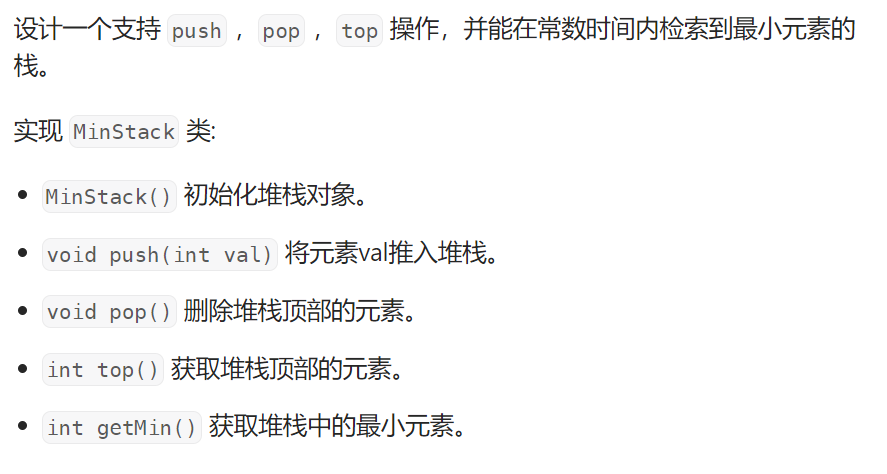 设计一个支持 push ，pop ，top 操作，并能在常数时间内检索到最小元素的
栈。
实现 MinStack 类:
• MinStack() 初始化堆栈对象。
• void push(int val) 将元素val推入堆栈。
• void pop() 删除堆栈顶部的元素。
• int top() 获取堆栈顶部的元素。
• int getMin() 获取堆栈中的最小元素。